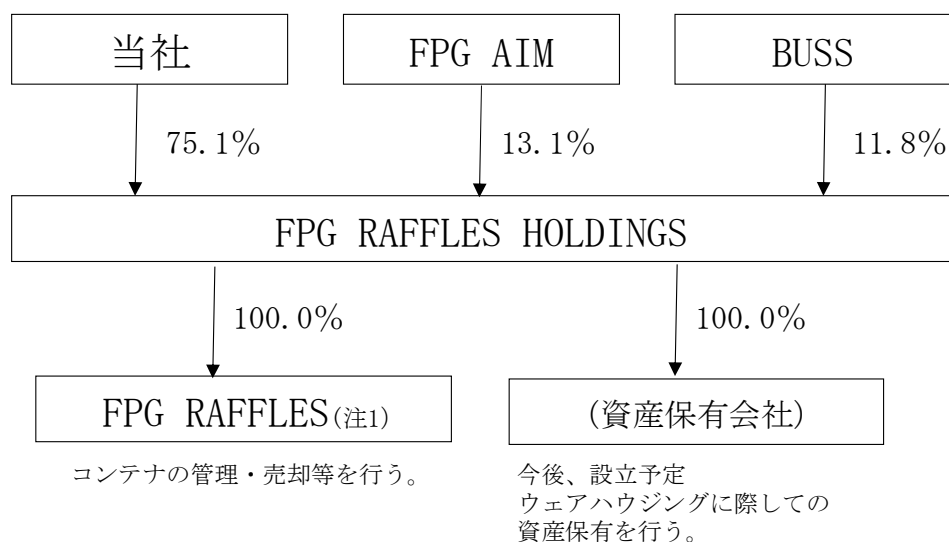 当社
FPG AIM
BUSS
75.1％
13.1％
11.8％
FPG RAFFLES HOLDINGS
100.0％
100.0％
FPG RAFFLES(注1)
(資産保有会社)
コンテナの管理・売却等を行う。
今後、設立予定
ウェアハウジングに際しての
資産保有を行う。